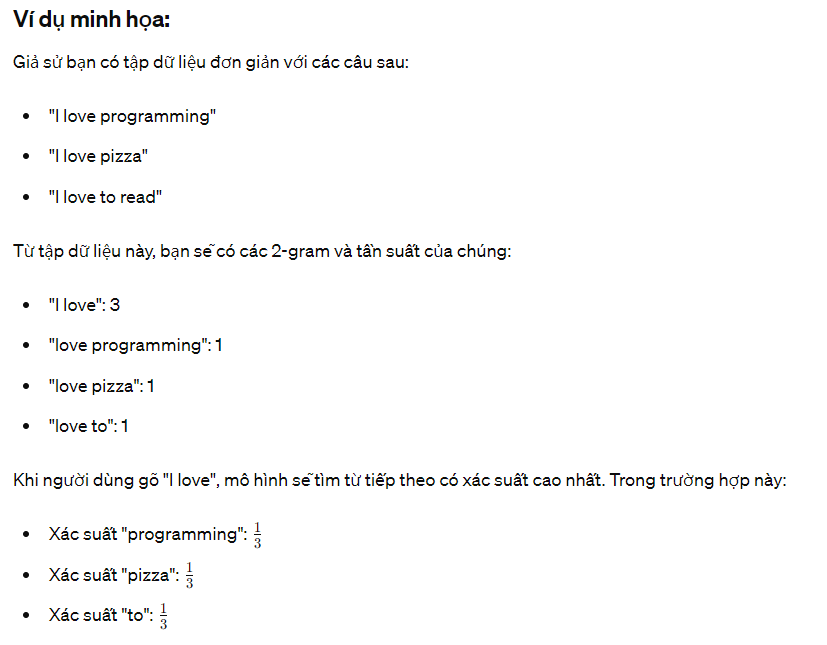 Ví dụ minh họa:
Giả sử bạn có tập dữ liệu đơn giản với các câu sau:
• "I love programming"
• "I love pizza"
• "I love to read"
Từ tập dữ liệu này, bạn sẽ có các 2-gram và tần suất của chúng:
• "I love": 3
• "love programming": 1
• "love pizza": 1
• "love to": 1
Khi người dùng gõ "I love", mô hình sẽ tìm từ tiếp theo có xác suất cao nhất. Trong trường hợp này:
• Xác suất "programming": 1/3
• Xác suất "pizza": 1/3
• Xác suất "to": 1/3